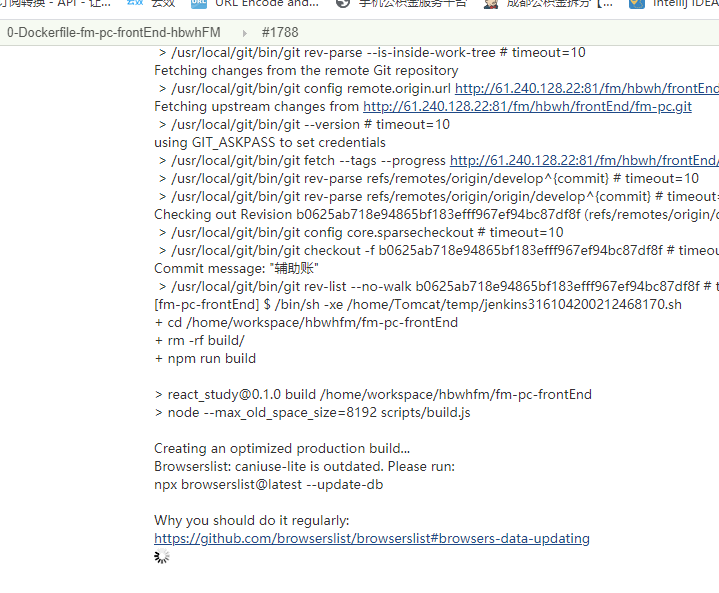 URL Encode and...
手机公积金服务平台
成都公积金拆分【...
IntelliJ IDEA
0-Dockerfile-fm-pc-frontEnd-hbwhFM
#1788
> /usr/local/git/bin/git rev-parse --is-inside-work-tree # timeout=10
Fetching changes from the remote Git repository
> /usr/local/git/bin/git config remote.origin.url http://61.240.128.22:81/fm/hbwh/frontEnd
Fetching upstream changes from http://61.240.128.22:81/fm/hbwh/frontEnd/fm-pc.git
> /usr/local/git/bin/git --version # timeout=10
using GIT_ASKPASS to set credentials
> /usr/local/git/bin/git fetch --tags --progress http://61.240.128.22:81/fm/hbwh/frontEnd/
> /usr/local/git/bin/git rev-parse refs/remotes/origin/develop^{commit} # timeout=10
> /usr/local/git/bin/git rev-parse refs/remotes/origin/origin/develop^{commit} # timeout=
Checking out Revision b0625ab718e94865bf183efff967ef94bc87df8f (refs/remotes/origin/
> /usr/local/git/bin/git config core.sparsecheckout # timeout=10
> /usr/local/git/bin/git checkout -f b0625ab718e94865bf183efff967ef94bc87df8f # timeou
Commit message: "辅助账"
> /usr/local/git/bin/git rev-list --no-walk b0625ab718e94865bf183efff967ef94bc87df8f # t
[fm-pc-frontEnd] $ /bin/sh -xe /home/Tomcat/temp/jenkins316104200212468170.sh
+ cd /home/workspace/hbwhfm/fm-pc-frontEnd
+ rm -rf build/
+ npm run build
> react_study@0.1.0 build /home/workspace/hbwhfm/fm-pc-frontEnd
> node --max_old_space_size=8192 scripts/build.js
Creating an optimized production build...
Browserslist: caniuse-lite is outdated. Please run:
npx browserslist@latest --update-db
Why you should do it regularly:
https://github.com/browserslist/browserslist#browsers-data-updating